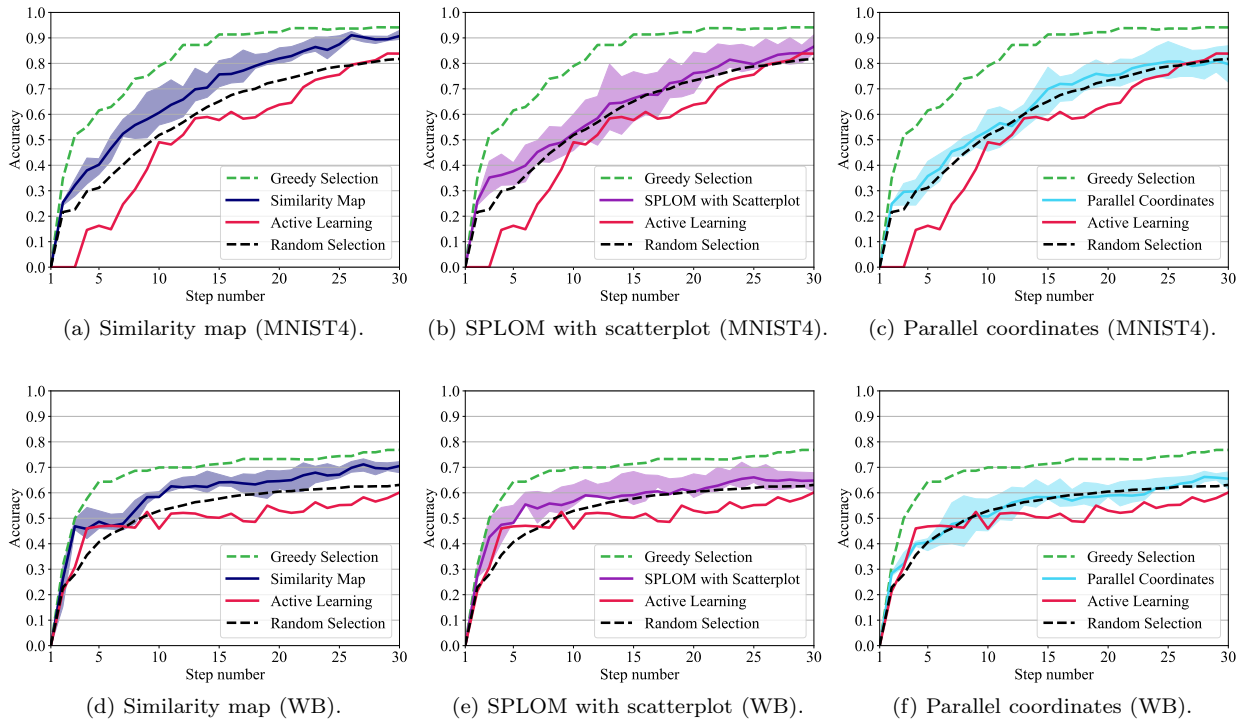 1.0
0.9
0.8
0.7
0.6
0.5
0.4
0.3
0.2
0.1
0.0
Accuracy
Greedy Selection
Similarity Map
Active Learning
Random Selection
1 5 10 15 20 25 30
Step number
(a) Similarity map (MNIST4).
1.0
0.9
0.8
0.7
0.6
0.5
0.4
0.3
0.2
0.1
0.0
Accuracy
Greedy Selection
SPLOM with Scatterplot
Active Learning
Random Selection
1 5 10 15 20 25 30
Step number
(b) SPLOM with scatterplot (MNIST4).
1.0
0.9
0.8
0.7
0.6
0.5
0.4
0.3
0.2
0.1
0.0
Accuracy
Greedy Selection
Parallel Coordinates
Active Learning
Random Selection
1 5 10 15 20 25 30
Step number
(c) Parallel coordinates (MNIST4).
1.0
0.9
0.8
0.7
0.6
0.5
0.4
0.3
0.2
0.1
0.0
Accuracy
Greedy Selection
Similarity Map
Active Learning
Random Selection
1 5 10 15 20 25 30
Step number
(d) Similarity map (WB).
1.0
0.9
0.8
0.7
0.6
0.5
0.4
0.3
0.2
0.1
0.0
Accuracy
Greedy Selection
SPLOM with Scatterplot
Active Learning
Random Selection
1 5 10 15 20 25 30
Step number
(e) SPLOM with scatterplot (WB).
1.0
0.9
0.8
0.7
0.6
0.5
0.4
0.3
0.2
0.1
0.0
Accuracy
Greedy Selection
Parallel Coordinates
Active Learning
Random Selection
1 5 10 15 20 25 30
Step number
(f) Parallel coordinates (WB).